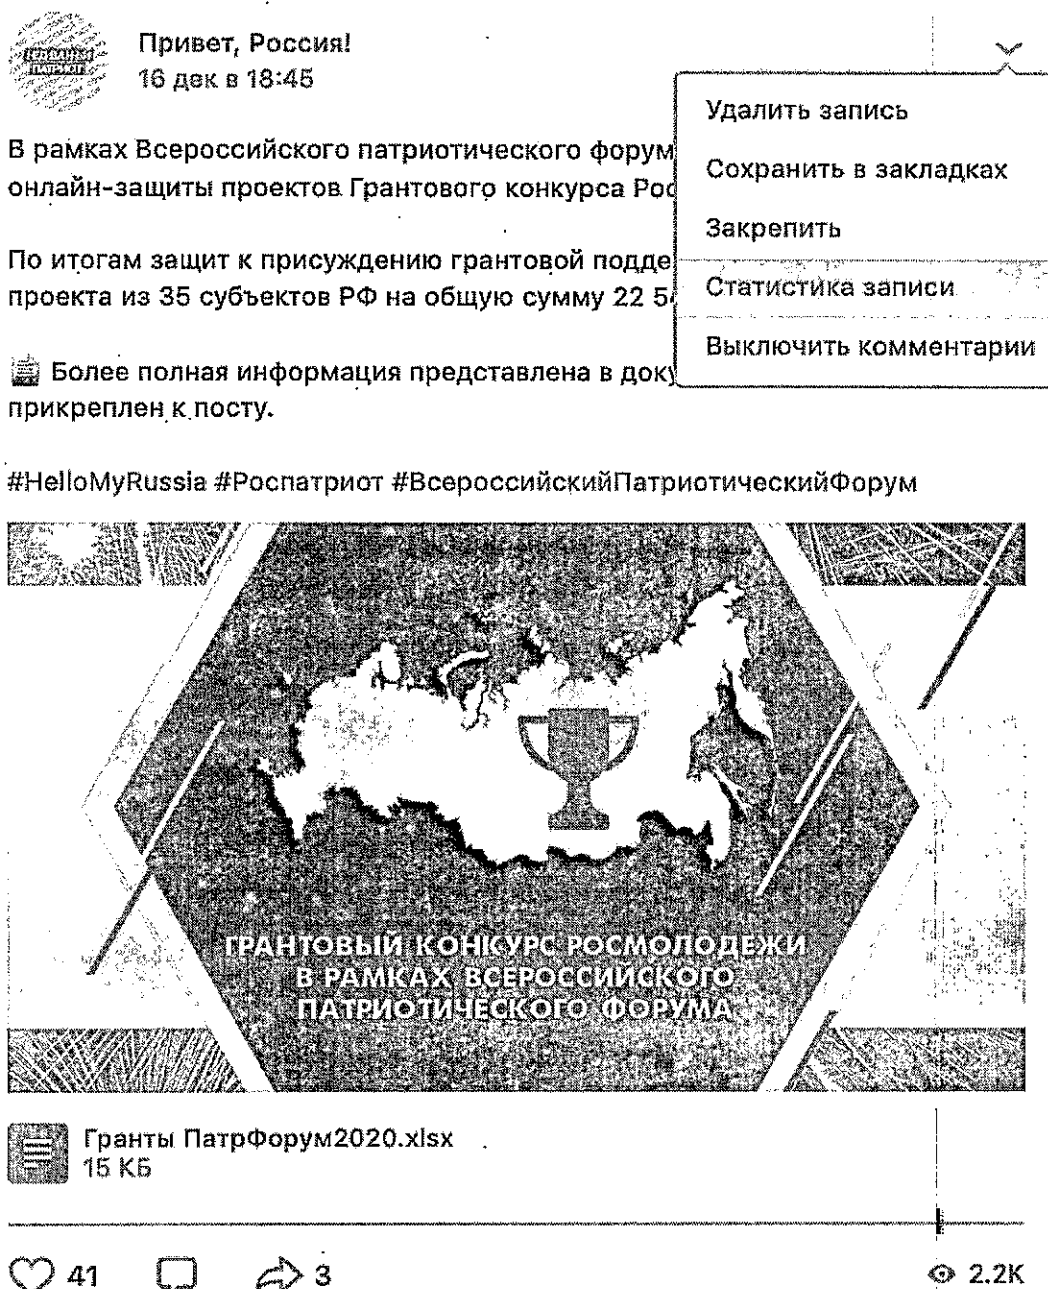 Привет, Россия!
16 дек в 18:45
Удалить запись
Сохранить в закладках
Закрепить
Статистика записи
Выключить комментарии
В рамках Всероссийского патриотического форум
онлайн-защиты проектов Грантового конкурса Рос
По итогам защит к присуждению грантовой подде
проекта из 35 субъектов РФ на общую сумму 22 5
Более полная информация представлена в доку
прикреплен к посту.
#HelloMyRussia #Роспатриот #ВсероссийскийПатриотическийФорум
ГРАНТОВЫЙ КОНКУРС РОСМОЛОДЕЖИ
В РАМКАХ ВСЕРОССИЙСКОГО
ПАТРИОТИЧЕСКОГО ФОРУМА
Гранты ПатрФорум2020.xlsx
15 КБ
41 3 2.2K